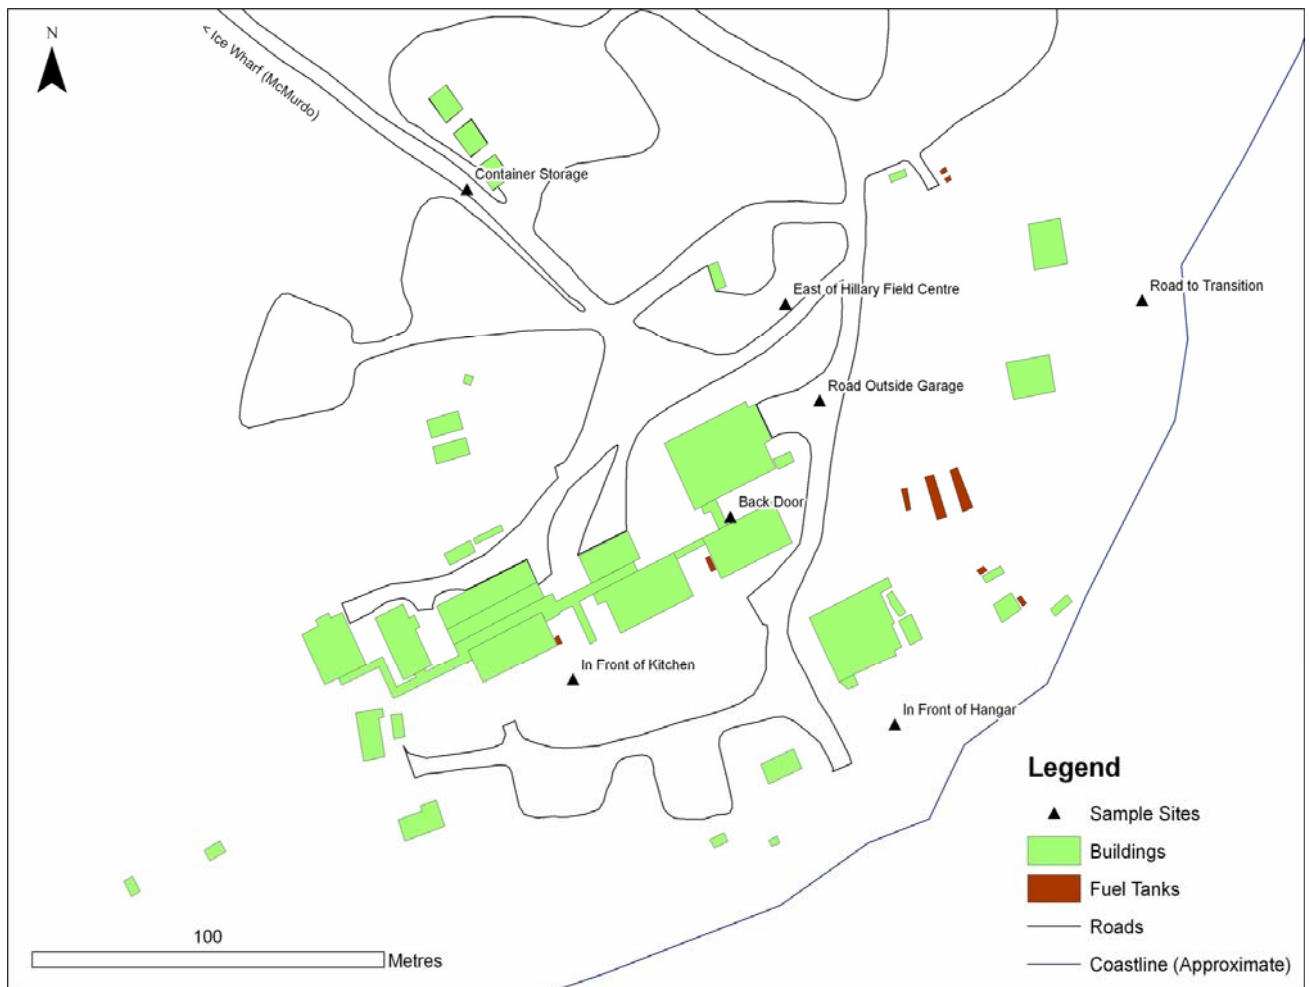 N
< Ice Wharf (McMurdo)
Container Storage
East of Hillary Field Centre
Road to Transition
Road Outside Garage
Back Door
In Front of Kitchen
In Front of Hangar
Legend
Sample Sites
Buildings
Fuel Tanks
Roads
Coastline (Approximate)
100
Metres